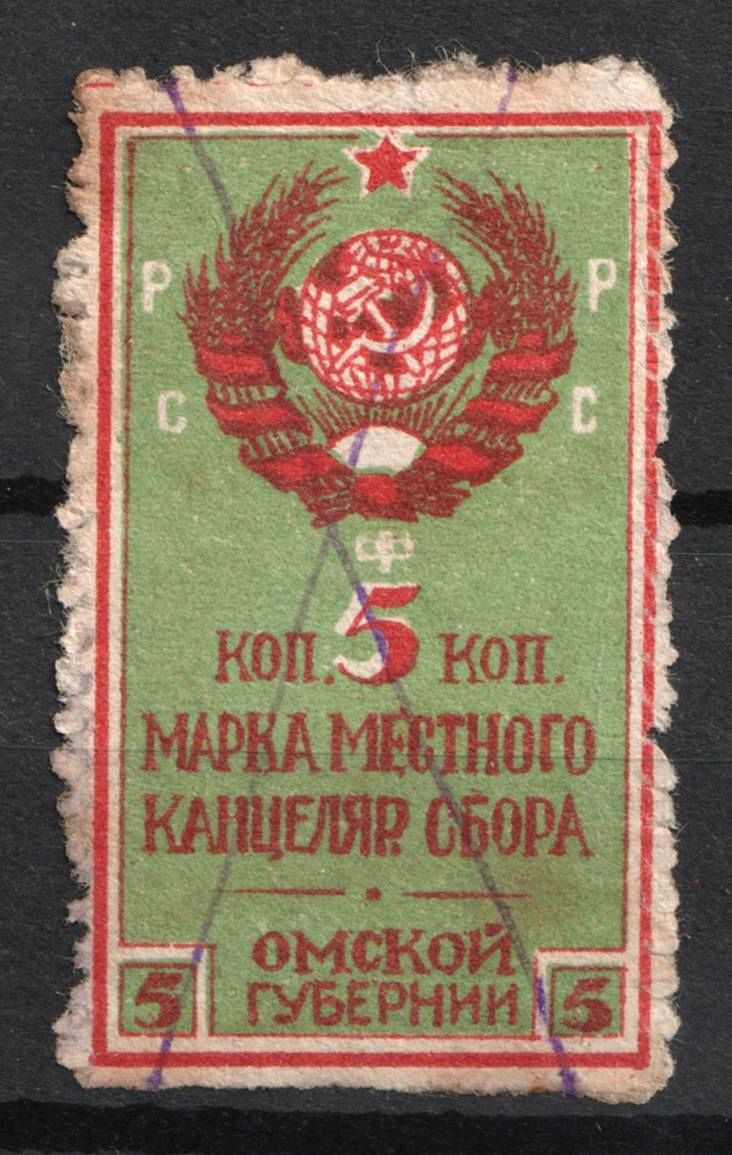 Р Р
С С
Ф
КОП. 5 КОП.
МАРКА МЕСТНОГО
КАНЦЕЛЯР. СБОРА
ОМСКОЙ
5 ГУБЕРНИИ 5